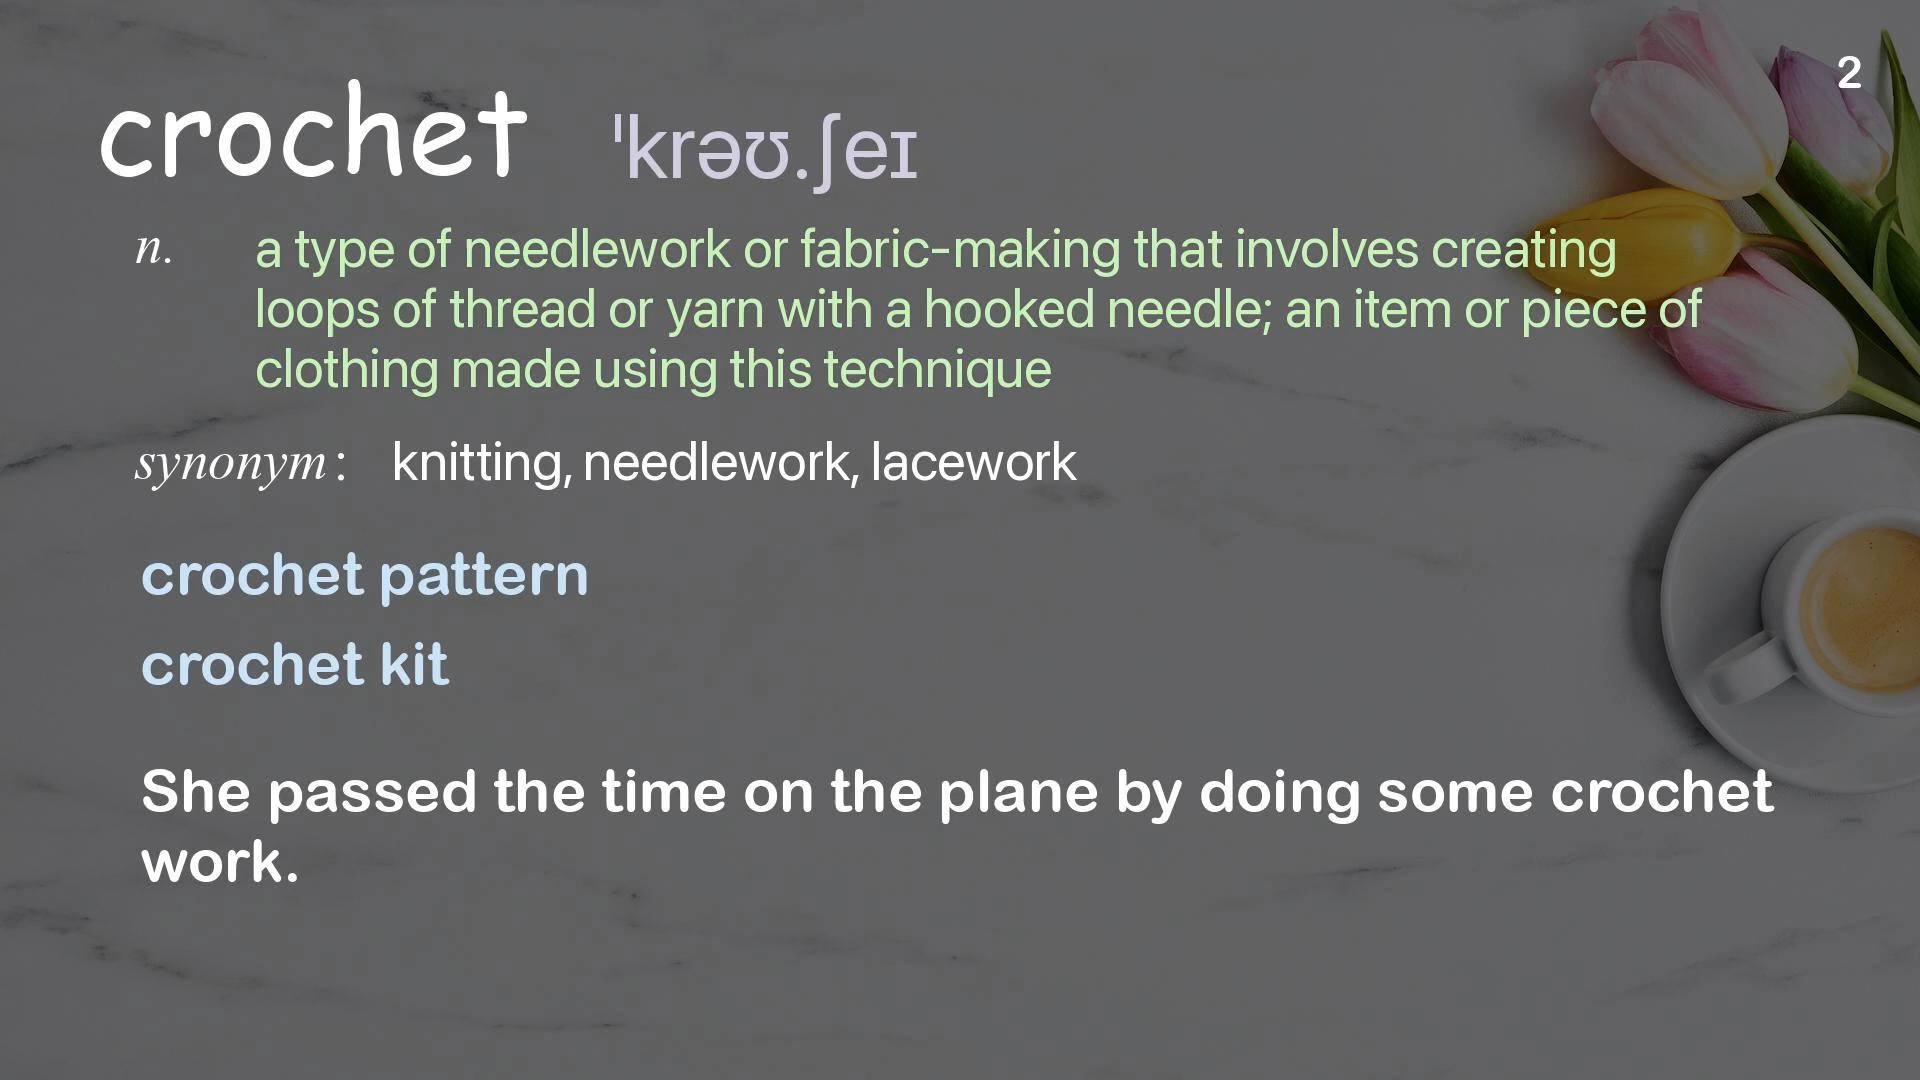 2
crochet ˈkrəʊ.ʃeɪ
n. a type of needlework or fabric-making that involves creating
loops of thread or yarn with a hooked needle; an item or piece of
clothing made using this technique
synonym: knitting, needlework, lacework
crochet pattern
crochet kit
She passed the time on the plane by doing some crochet
work.